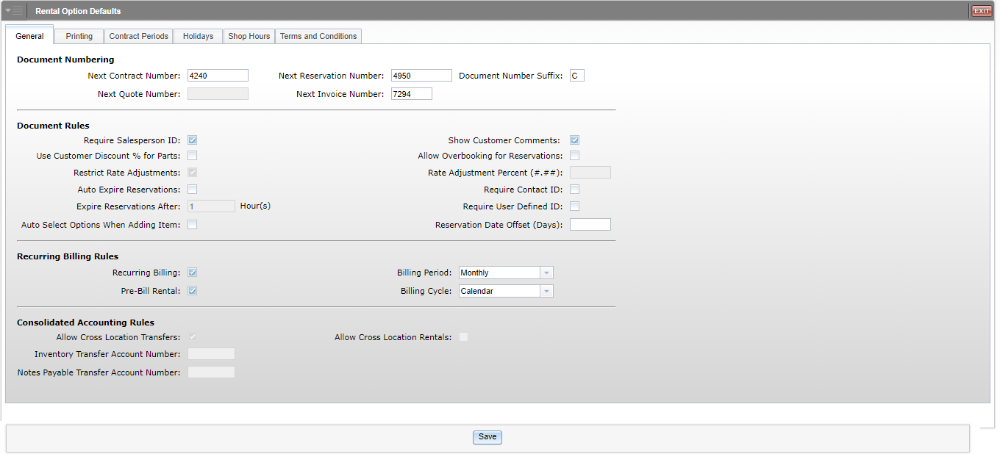 Rental Option Defaults EXIT
General Printing Contract Periods Holidays Shop Hours Terms and Conditions
Document Numbering
Next Contract Number: 4240 Next Reservation Number: 4950 Document Number Suffix: C
Next Quote Number: Next Invoice Number: 7294
Document Rules
Require Salesperson ID: Show Customer Comments:
Use Customer Discount % for Parts: Allow Overbooking for Reservations:
Restrict Rate Adjustments: Rate Adjustment Percent (#.##):
Auto Expire Reservations: Require Contact ID:
Expire Reservations After: 1 Hour(s) Require User Defined ID:
Auto Select Options When Adding Item: Reservation Date Offset (Days):
Recurring Billing Rules
Recurring Billing: Billing Period: Monthly
Pre-Bill Rental: Billing Cycle: Calendar
Consolidated Accounting Rules
Allow Cross Location Transfers: Allow Cross Location Rentals:
Inventory Transfer Account Number:
Notes Payable Transfer Account Number:
Save